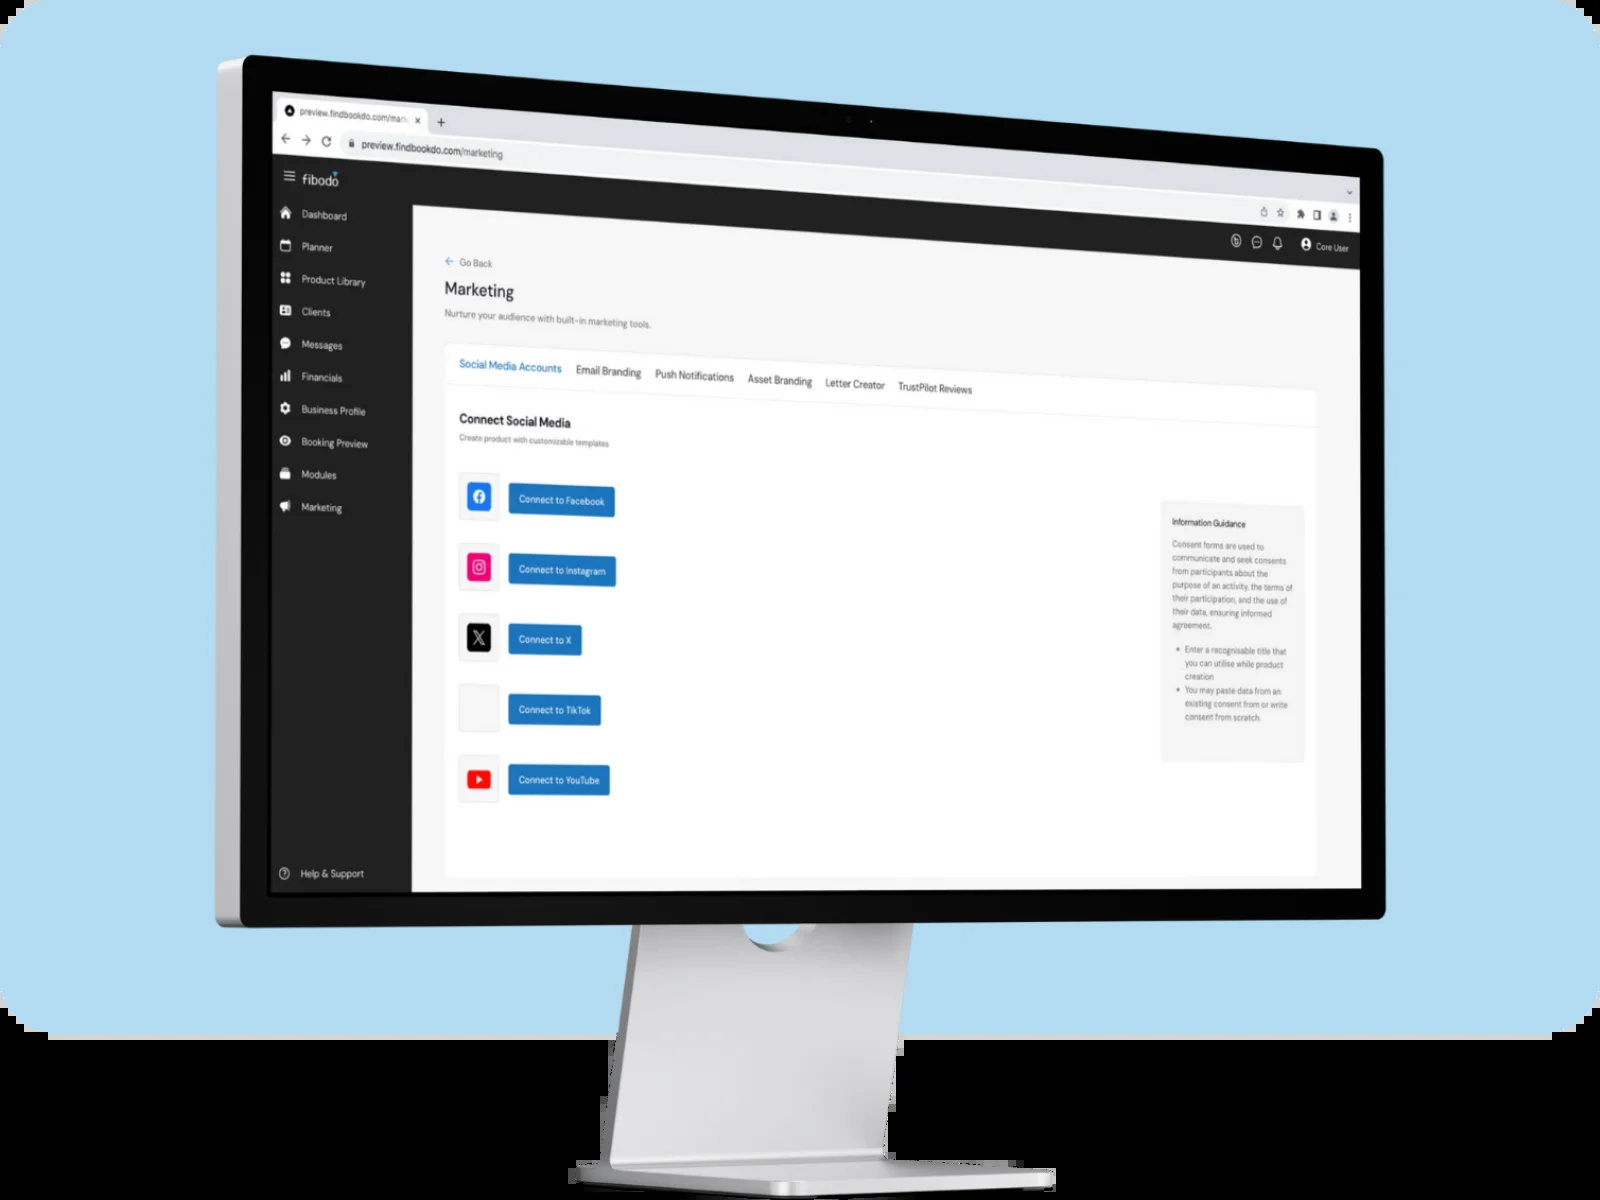 preview.findbookdo.com/mar
preview.findbookdo.com/marketing
fibodo
Core User
Dashboard
Planner
Product Library
Clients
Messages
Financials
Business Profile
Booking Preview
Modules
Marketing
Help & Support
Go Back
Marketing
Nurture your audience with built-in marketing tools.
Social Media Accounts Email Branding Push Notifications Asset Branding Letter Creator TrustPilot Reviews
Connect Social Media
Create product with customizable templates
Connect to Facebook
Connect to Instagram
Connect to X
Connect to TikTok
Connect to YouTube
Information Guidance
Consent forms are used to
communicate and seek consents
from participants about the
purpose of an activity, the terms of
their participation, and the use of
their data, ensuring informed
agreement.
• Enter a recognisable title that
you can utilise while product
creation
• You may paste data from an
existing consent from or write
consent from scratch.